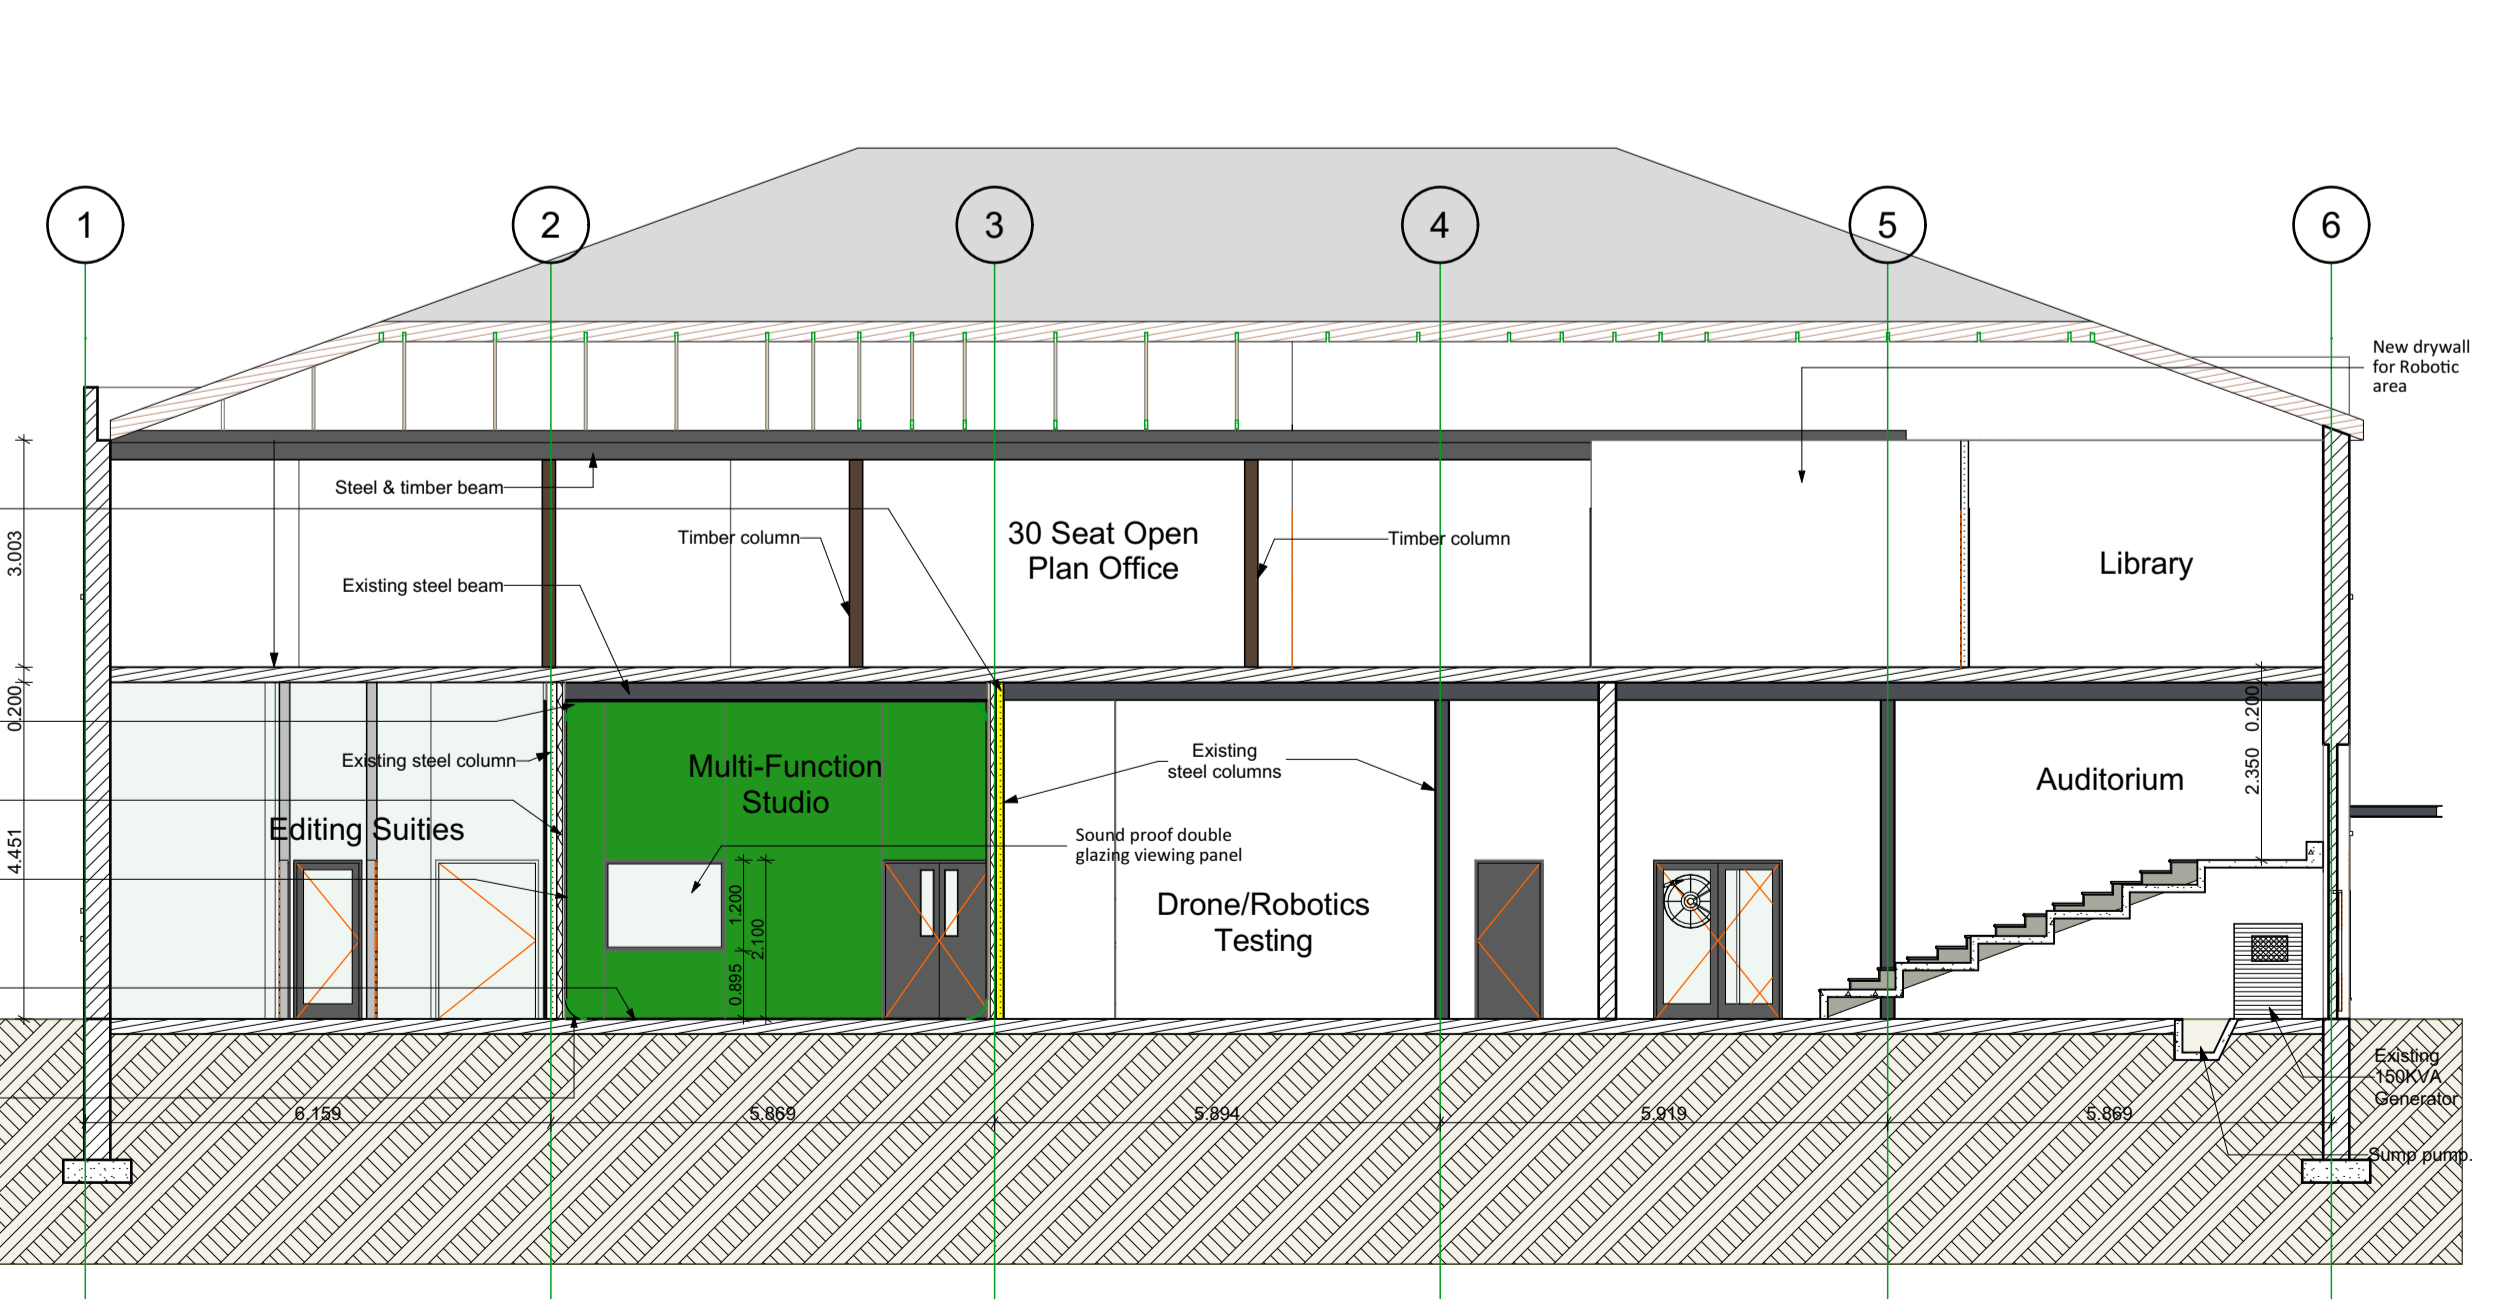 1
2
3
4
5
6
New drywall
for Robotic
area
Steel & timber beam
3.003
30 Seat Open
Plan Office
Timber column
Timber column
Library
Existing steel beam
0.200
0.200
Existing steel column
Multi-Function
Studio
Existing
steel columns
Auditorium
2.350
Editing Suities
4.451
Sound proof double
glazing viewing panel
1.200
2.100
0.895
Drone/Robotics
Testing
Existing
150KVA
Generator
6.159
5.869
5.894
5.919
5.869
Sump pump.